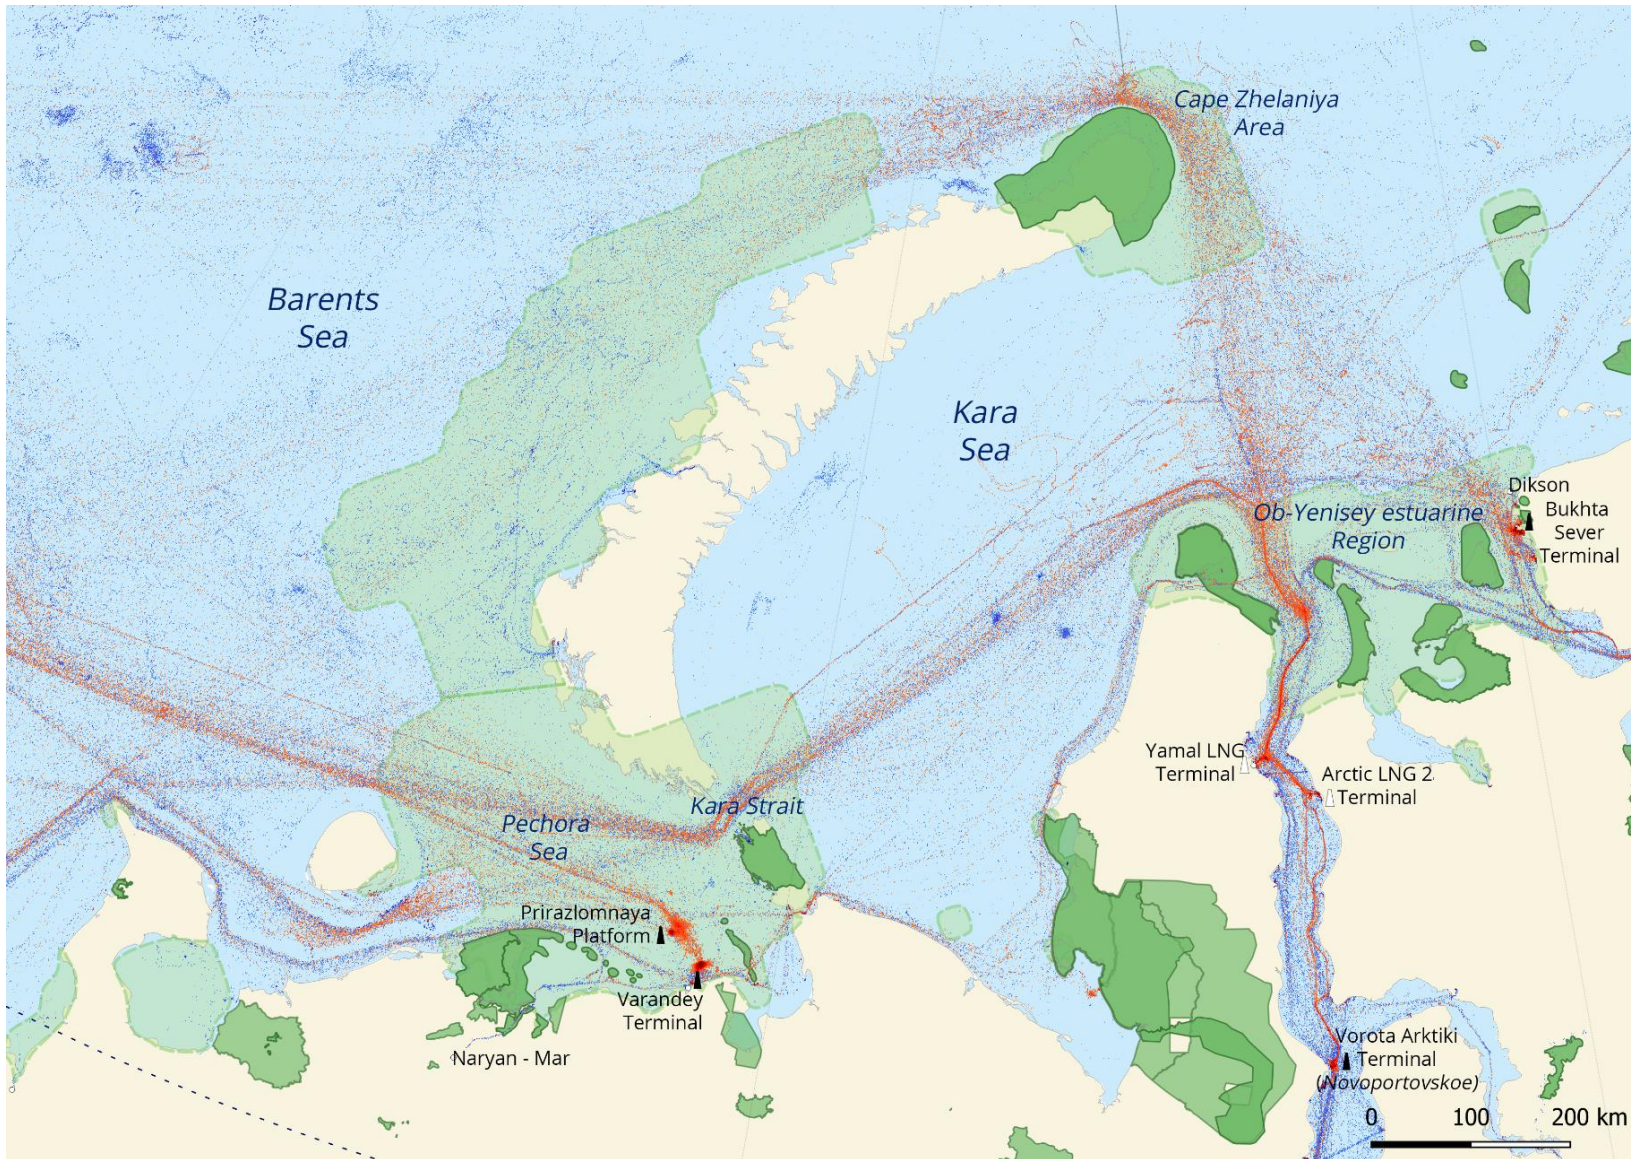 Cape Zhelaniya
Area
Barents
Sea
Kara
Sea
Dikson
Bukhta
Sever
Terminal
Ob-Yenisey estuarine
Region
Yamal LNG
Terminal
Arctic LNG 2
Terminal
Kara Strait
Pechora
Sea
Prirazlomnaya
Platform
Varandey
Terminal
Naryan - Mar
Vorota Arktiki
Terminal
(Novoportovskoe)
0 100 200 km